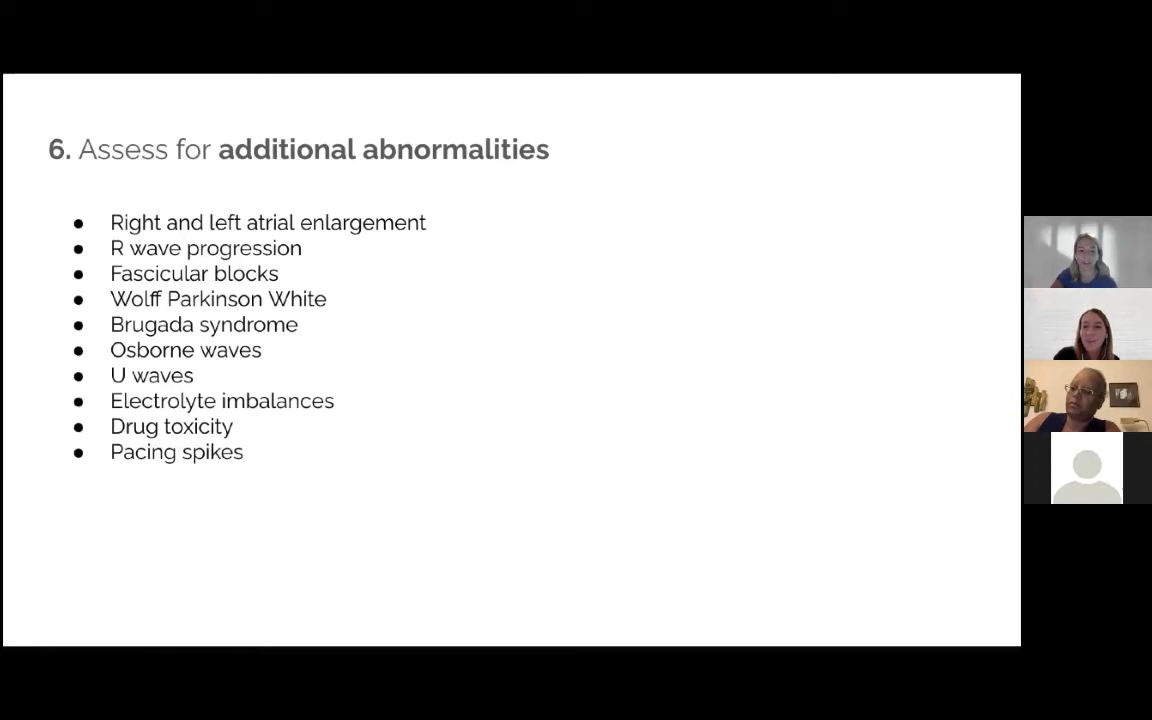 6. Assess for additional abnormalities
● Right and left atrial enlargement
● R wave progression
● Fascicular blocks
● Wolff Parkinson White
● Brugada syndrome
● Osborne waves
● U waves
● Electrolyte imbalances
● Drug toxicity
● Pacing spikes